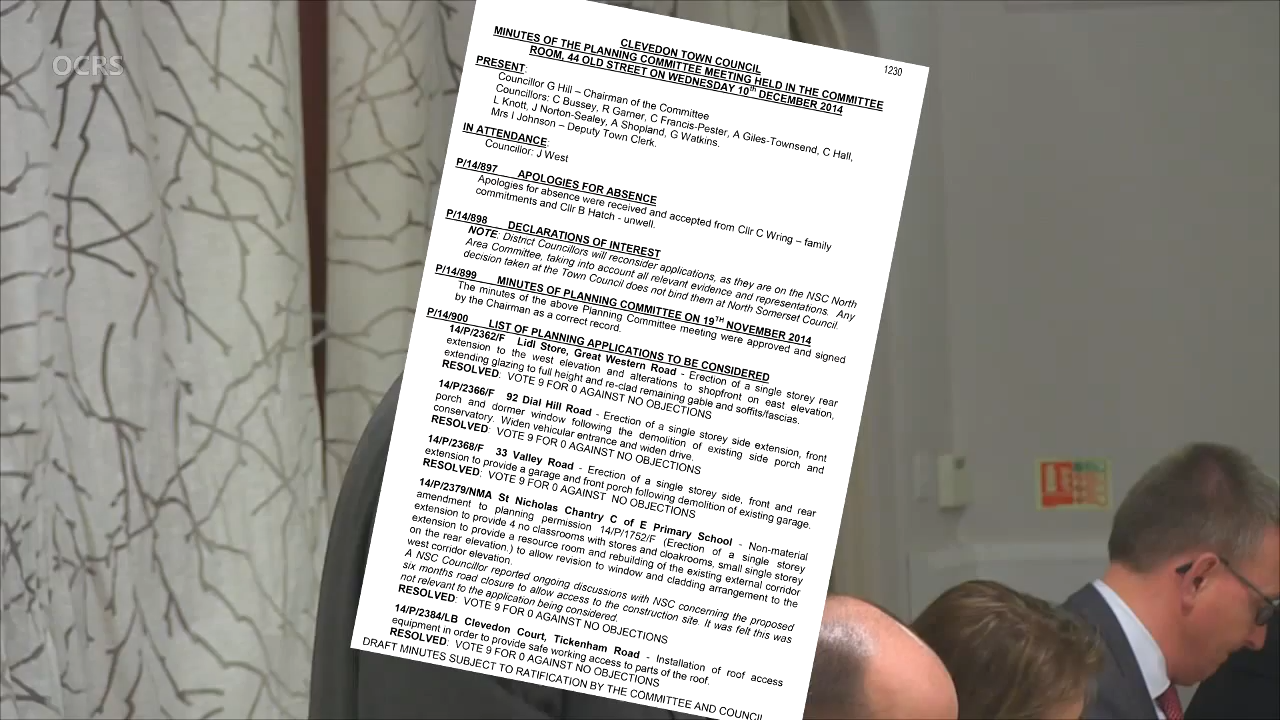 OCRS
1230
CLEVEDON TOWN COUNCIL
MINUTES OF THE PLANNING COMMITTEE MEETING HELD IN THE COMMITTEE
ROOM, 44 OLD STREET ON WEDNESDAY 10th DECEMBER 2014
PRESENT:
Councillor G Hill – Chairman of the Committee
Councillors: C Bussey, R Garner, C Francis-Pester, A Giles-Townsend, C Hall,
L Knott, J Norton-Sealey, A Shopland, G Watkins.
Mrs I Johnson – Deputy Town Clerk.
IN ATTENDANCE:
Councillor: J West
P/14/897 APOLOGIES FOR ABSENCE
Apologies for absence were received and accepted from Cllr C Wring – family
commitments and Cllr B Hatch - unwell.
P/14/898 DECLARATIONS OF INTEREST
NOTE: District Councillors will reconsider applications, as they are on the NSC North
Area Committee, taking into account all relevant evidence and representations. Any
decision taken at the Town Council does not bind them at North Somerset Council.
P/14/899 MINUTES OF PLANNING COMMITTEE ON 19TH NOVEMBER 2014
The minutes of the above Planning Committee meeting were approved and signed
by the Chairman as a correct record.
P/14/900 LIST OF PLANNING APPLICATIONS TO BE CONSIDERED
14/P/2362/F Lidl Store, Great Western Road - Erection of a single storey rear
extension to the west elevation and alterations to shopfront on east elevation,
extending glazing to full height and re-clad remaining gable and soffits/fascias.
RESOLVED: VOTE 9 FOR 0 AGAINST NO OBJECTIONS
14/P/2366/F 92 Dial Hill Road - Erection of a single storey side extension, front
porch and dormer window following the demolition of existing side porch and
conservatory. Widen vehicular entrance and widen drive.
RESOLVED: VOTE 9 FOR 0 AGAINST NO OBJECTIONS
14/P/2368/F 33 Valley Road - Erection of a single storey side, front and rear
extension to provide a garage and front porch following demolition of existing garage.
RESOLVED: VOTE 9 FOR 0 AGAINST NO OBJECTIONS
14/P/2379/NMA St Nicholas Chantry C of E Primary School - Non-material
amendment to planning permission 14/P/1752/F (Erection of a single storey
extension to provide 4 no classrooms with stores and cloakrooms, small single storey
extension to provide a resource room and rebuilding of the existing external corridor
on the rear elevation.) to allow revision to window and cladding arrangement to the
west corridor elevation.
A NSC Councillor reported ongoing discussions with NSC concerning the proposed
six months road closure to allow access to the construction site. It was felt this was
not relevant to the application being considered.
RESOLVED: VOTE 9 FOR 0 AGAINST NO OBJECTIONS
14/P/2384/LB Clevedon Court, Tickenham Road - Installation of roof access
equipment in order to provide safe working access to parts of the roof.
RESOLVED: VOTE 9 FOR 0 AGAINST NO OBJECTIONS
DRAFT MINUTES SUBJECT TO RATIFICATION BY THE COMMITTEE AND COUNCIL